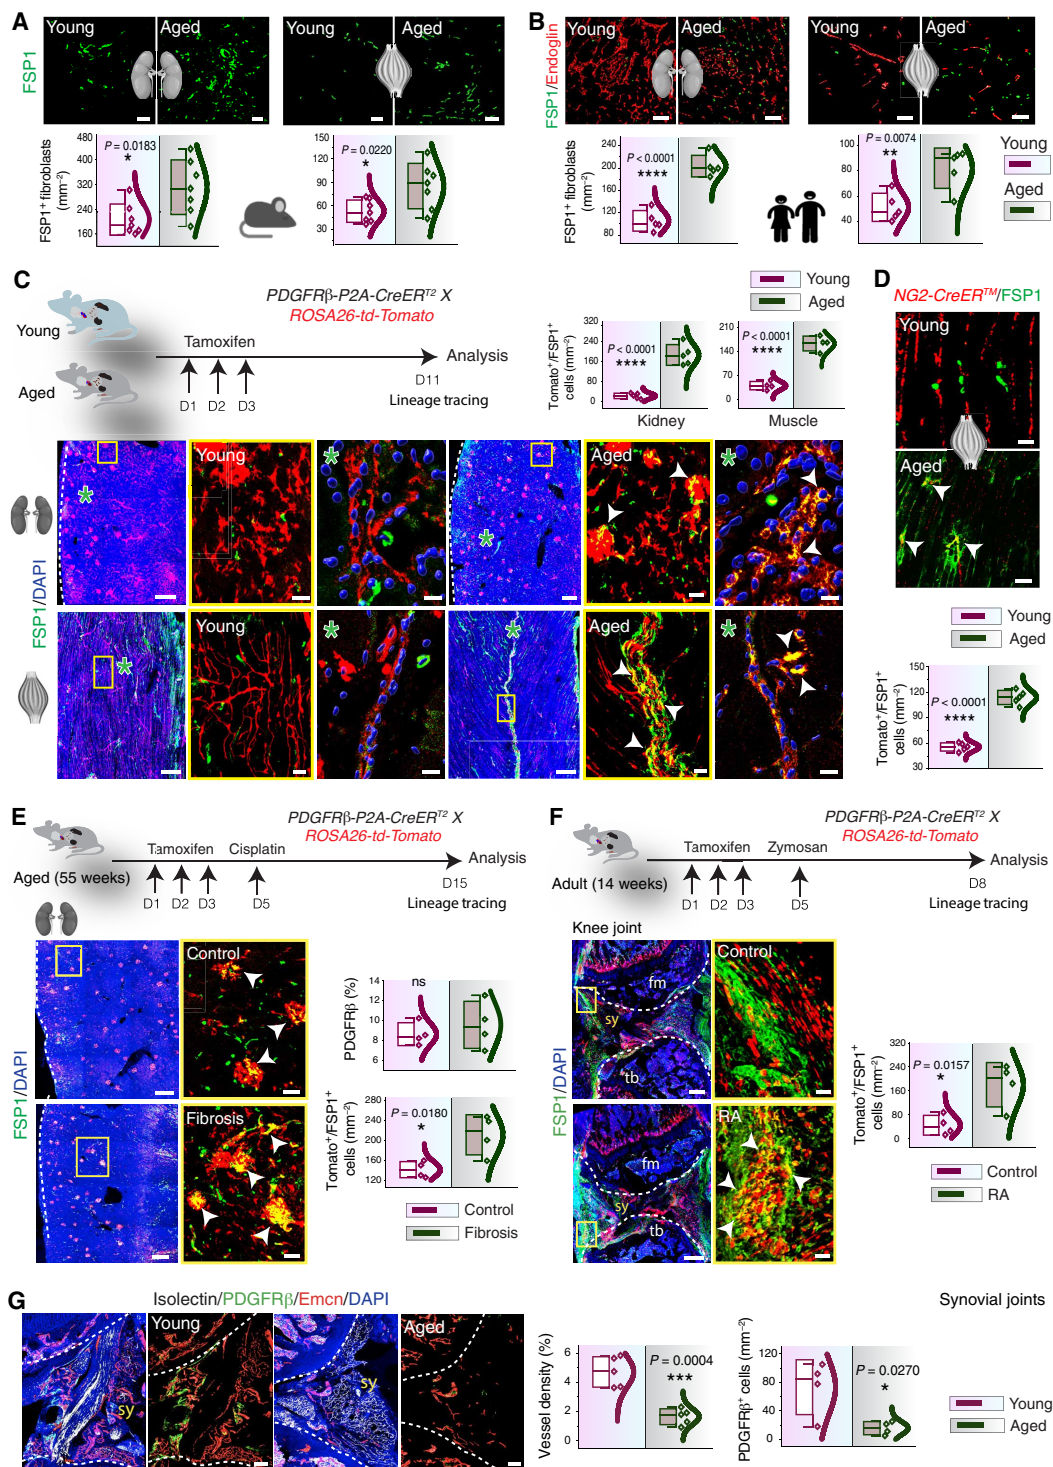 A
Young
Aged
Young
Aged
FSP1
FSP1+ fibroblasts
(mm−2)
480
400
320
240
160
P = 0.0183
*
150
120
90
60
30
P = 0.0220
*
B
Young
Aged
Young
Aged
FSP1/Endoglin
FSP1+ fibroblasts
(mm−2)
240
200
160
120
80
P < 0.0001
****
100
80
60
40
P = 0.0074
**
Young
Aged
C
Young
Aged
PDGFRβ-P2A-CreERT2 X
ROSA26-td-Tomato
Tamoxifen
Analysis
D1
D2
D3
D11
Lineage tracing
Young
Aged
Tomato+/FSP1+
cells (mm−2)
320
240
160
80
0
P < 0.0001
****
Kidney
210
140
70
0
P < 0.0001
****
Muscle
FSP1/DAPI
Young
*
*
Aged
*
*
Young
*
*
Aged
*
*
D
NG2-CreERTM/FSP1
Young
Aged
Young
Aged
Tomato+/FSP1+
cells (mm−2)
150
120
90
60
30
P < 0.0001
****
E
PDGFRβ-P2A-CreERT2 X
ROSA26-td-Tomato
Tamoxifen
Cisplatin
Analysis
Aged (55 weeks)
D1
D2
D3
D5
D15
Lineage tracing
FSP1/DAPI
Control
Fibrosis
PDGFRβ (%)
14
12
10
8
6
ns
Tomato+/FSP1+
cells (mm−2)
280
240
200
160
120
P = 0.0180
*
Control
Fibrosis
F
PDGFRβ-P2A-CreERT2 X
ROSA26-td-Tomato
Tamoxifen
Zymosan
Analysis
Adult (14 weeks)
D1
D2
D3
D5
D8
Lineage tracing
Knee joint
FSP1/DAPI
fm
sy
tb
Control
fm
sy
tb
RA
Tomato+/FSP1+
cells (mm−2)
320
240
160
80
0
P = 0.0157
*
Control
RA
G
Isolectin/PDGFRβ/Emcn/DAPI
Synovial joints
sy
Young
sy
Aged
Vessel density (%)
6
4
2
0
P = 0.0004
***
PDGFRβ+ cells (mm−2)
120
80
40
0
P = 0.0270
*
Young
Aged